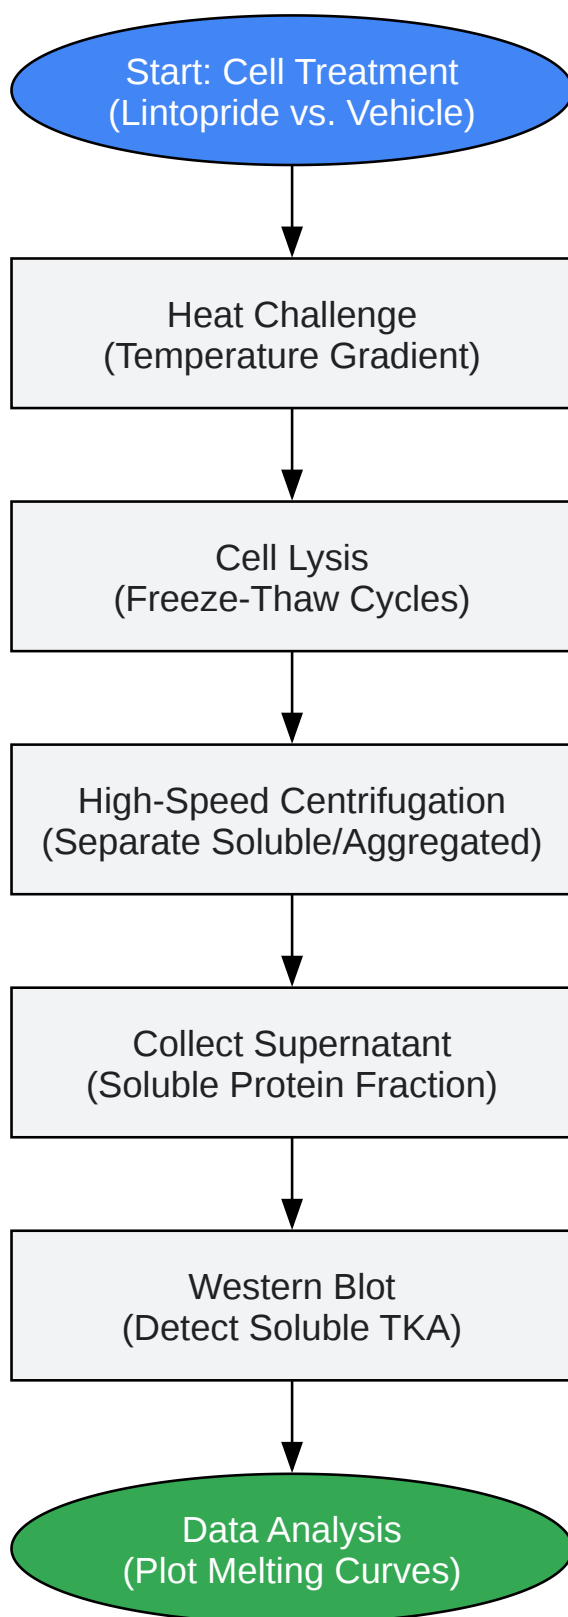 Start: Cell Treatment
(Lintopride vs. Vehicle)
Heat Challenge
(Temperature Gradient)
Cell Lysis
(Freeze-Thaw Cycles)
High-Speed Centrifugation
(Separate Soluble/Aggregated)
Collect Supernatant
(Soluble Protein Fraction)
Western Blot
(Detect Soluble TKA)
Data Analysis
(Plot Melting Curves)